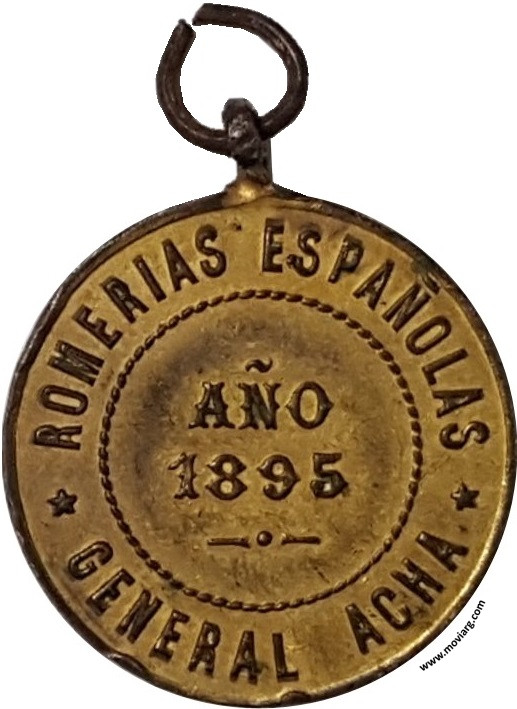 ROMERIAS ESPAÑOLAS
AÑO
1895
GENERAL ACHA
www.moviarg.com